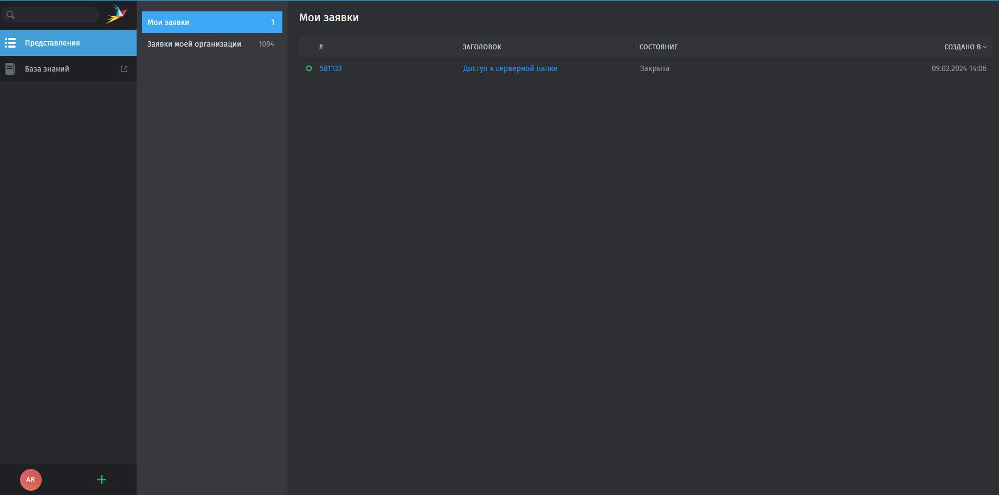 Представления
База знаний
AR
Мои заявки 1
Заявки моей организации 1094
Мои заявки
# ЗАГОЛОВОК СОСТОЯНИЕ СОЗДАНО В
581133 Доступ к серверной папке Закрыта 09.02.2024 14:06